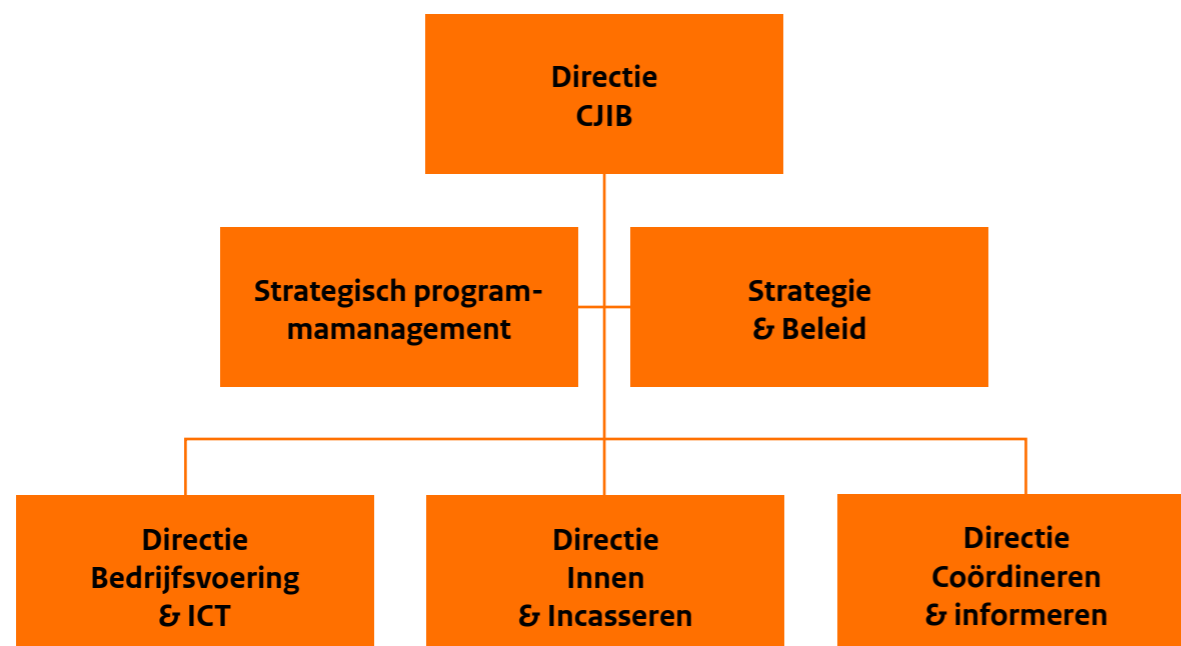 Directie
CJIB
Strategisch program-
mamanagement
Strategie
& Beleid
Directie
Bedrijfsvoering
& ICT
Directie
Innen
& Incasseren
Directie
Coördineren
& informeren